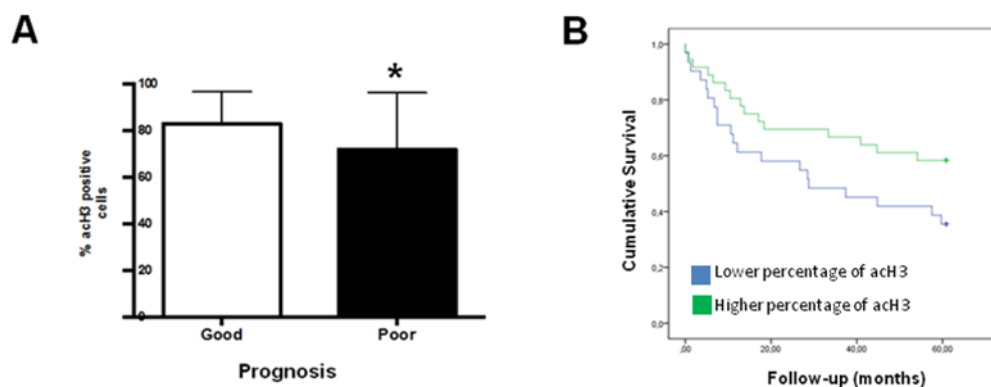 A
*
100
80
60
40
20
0
% acH3 positive
cells
Good
Poor
Prognosis
B
1,0
0,8
0,6
0,4
0,2
0,0
Cumulative Survival
Lower percentage of acH3
Higher percentage of acH3
,00
20,00
40,00
60,00
Follow-up (months)